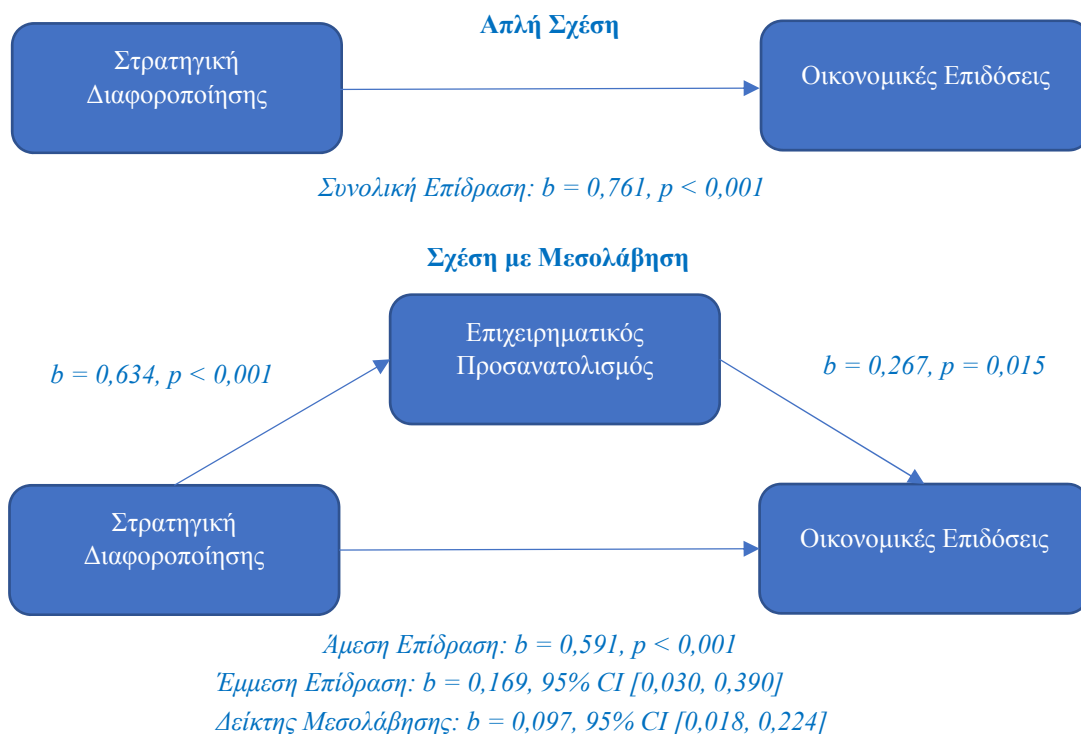 Απλή Σχέση
Στρατηγική
Διαφοροποίησης
Οικονομικές Επιδόσεις
Συνολική Επίδραση: b = 0,761, p < 0,001
Σχέση με Μεσολάβηση
Επιχειρηματικός
Προσανατολισμός
b = 0,634, p < 0,001
b = 0,267, p = 0,015
Στρατηγική
Διαφοροποίησης
Οικονομικές Επιδόσεις
Άμεση Επίδραση: b = 0,591, p < 0,001
Έμμεση Επίδραση: b = 0,169, 95% CI [0,030, 0,390]
Δείκτης Μεσολάβησης: b = 0,097, 95% CI [0,018, 0,224]